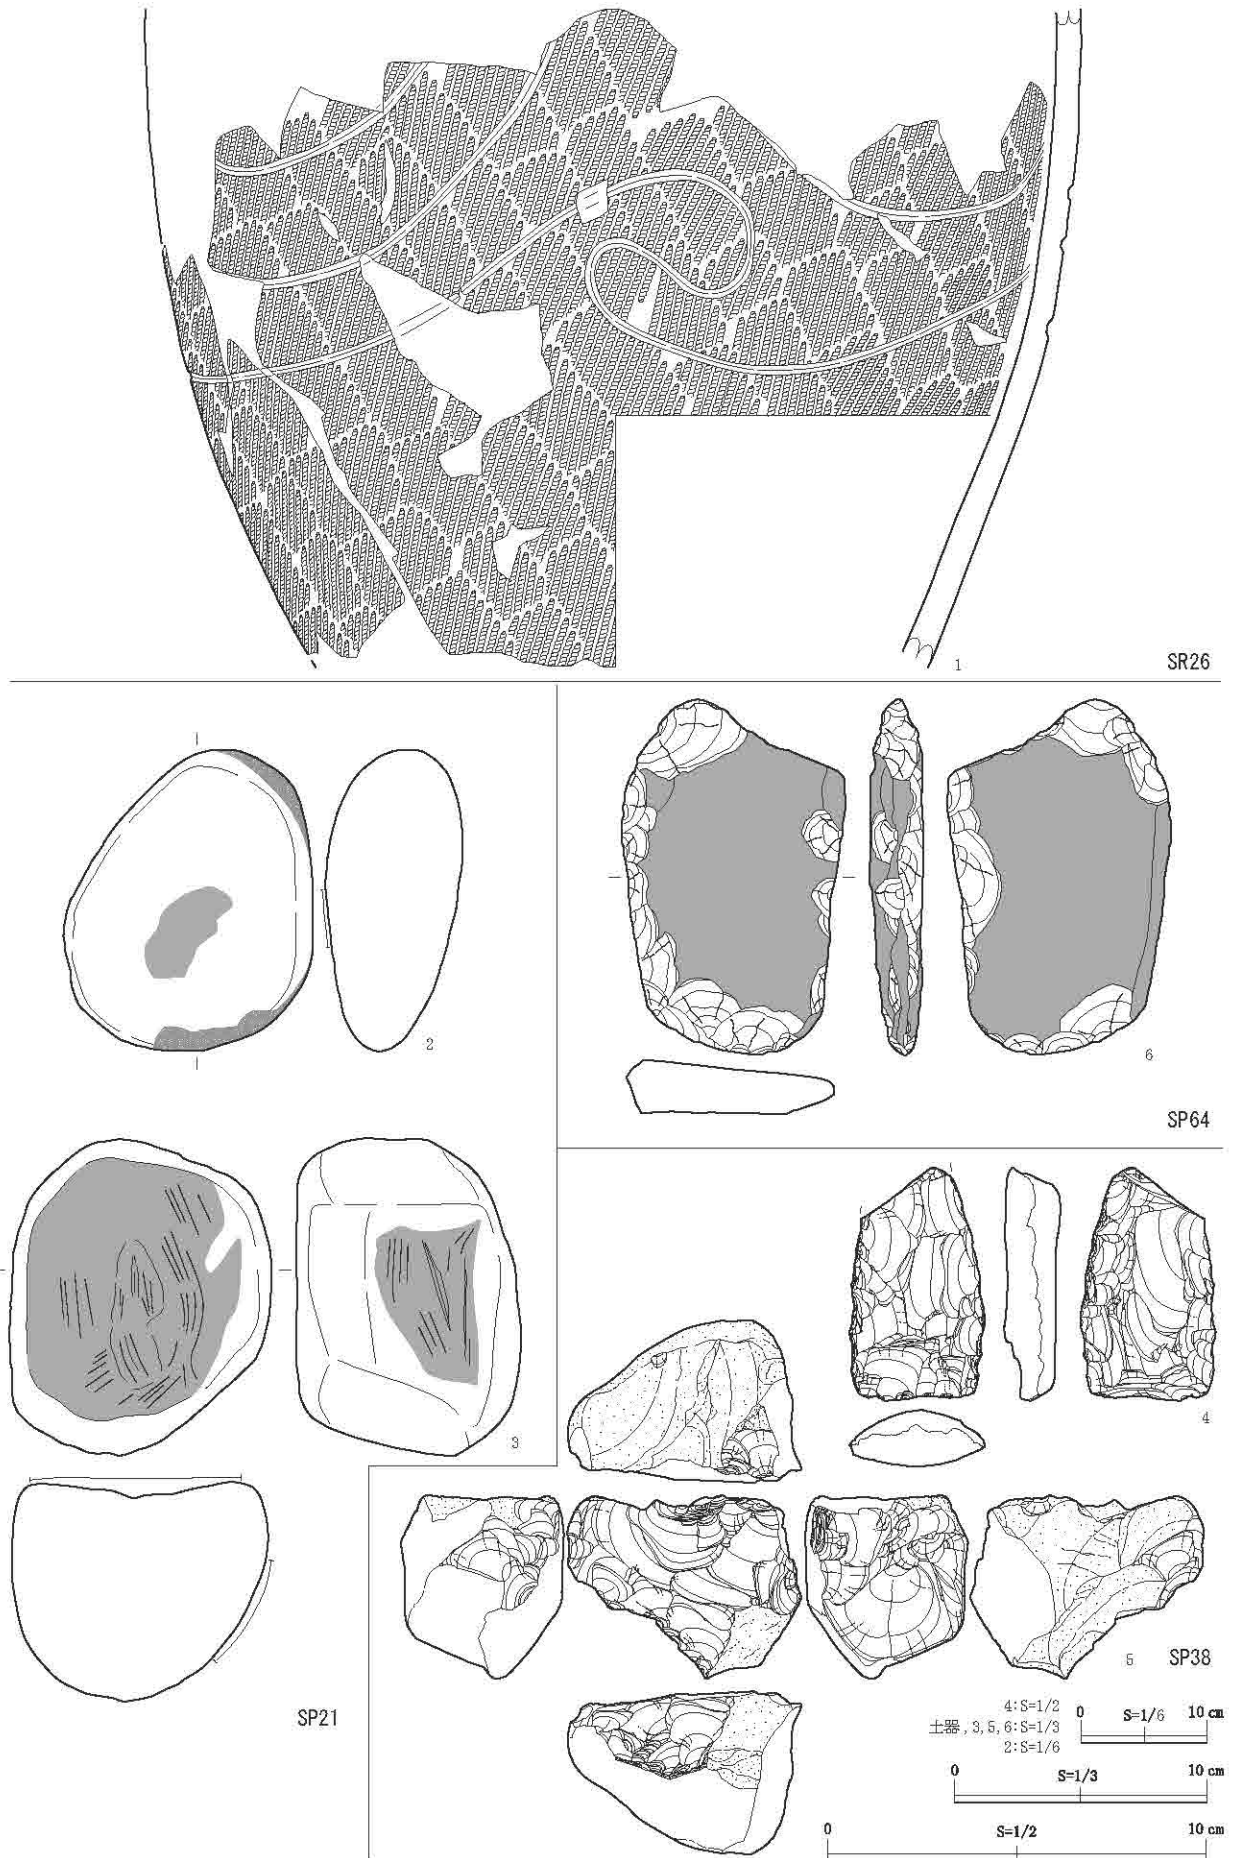 1
SR26
2
6
SP64
3
4
5
SP38
SP21
4:S=1/2
土器,3,5,6:S=1/3
2:S=1/6
0 S=1/6 10 cm
0 S=1/3 10 cm
0 S=1/2 10 cm